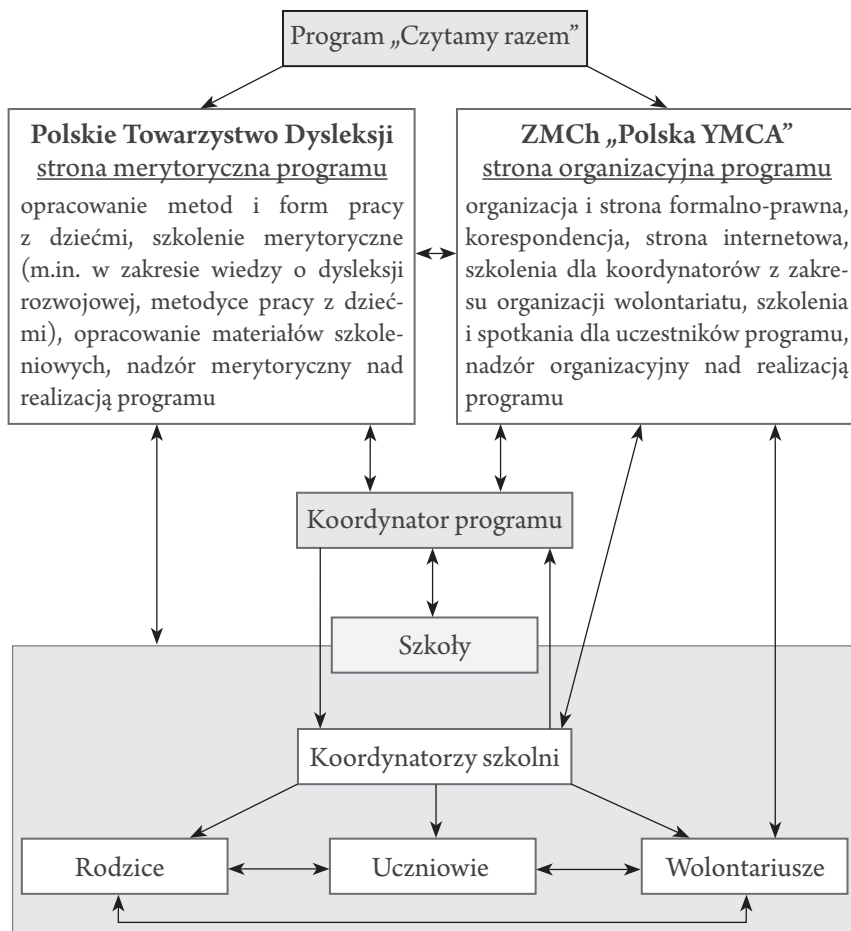 Program „Czytamy razem”
Polskie Towarzystwo Dysleksji
strona merytoryczna programu
opracowanie metod i form pracy
z dziećmi, szkolenie merytoryczne
(m.in. w zakresie wiedzy o dysleksji
rozwojowej, metodyce pracy z dzieć-
mi), opracowanie materiałów szkole-
niowych, nadzór merytoryczny nad
realizacją programu
ZMCh „Polska YMCA”
strona organizacyjna programu
organizacja i strona formalno-prawna,
korespondencja, strona internetowa,
szkolenia dla koordynatorów z zakre-
su organizacji wolontariatu, szkolenia
i spotkania dla uczestników programu,
nadzór organizacyjny nad realizacją
programu
Koordynator programu
Szkoły
Koordynatorzy szkolni
Rodzice
Uczniowie
Wolontariusze